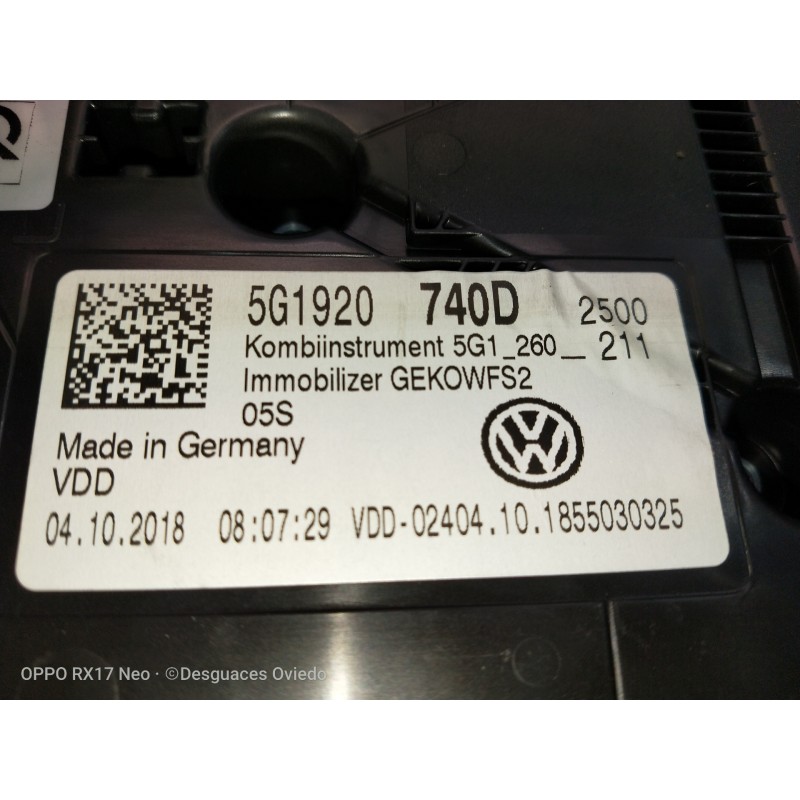 5G1920 740D 2500
Kombiinstrument 5G1_260__ 211
Immobilizer GEKOWFS2
05S
Made in Germany
VDD
04.10.2018 08:07:29 VDD-02404.10.1855030325
OPPO RX17 Neo · ©Desguaces Oviedo